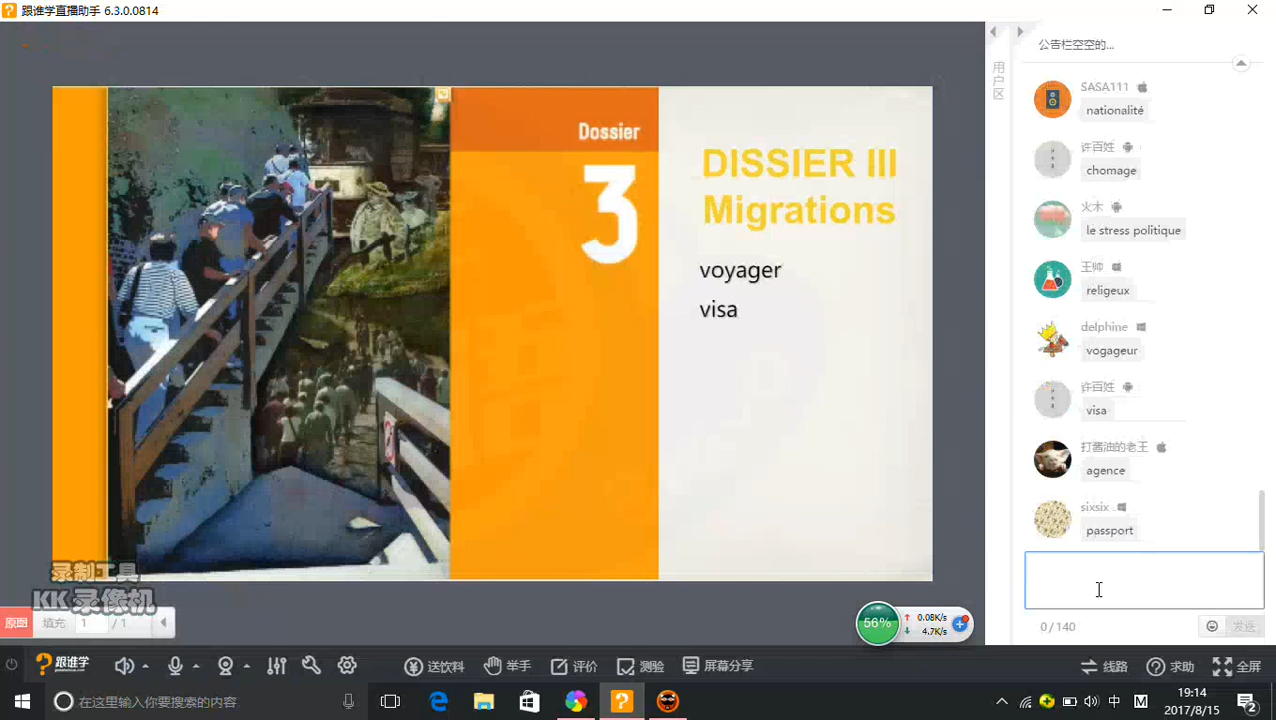 跟谁学直播助手 6.3.0.0814
公告栏空空的...
用户区
Dossier
3
DISSIER III
Migrations
voyager
visa
SASA111
nationalité
许百姓
chomage
火木
le stress politique
王帅
religeux
delphine
vogageur
许百姓
visa
打酱油的老王
agence
sixsix
passport
录制工具
KK 录像机
原图
填充
1
/ 1
56%
0.08K/s
4.7K/s
0 / 140
发送
跟谁学
送饮料
举手
评价
测验
屏幕分享
线路
求助
全屏
在这里输入你要搜索的内容
中
M
19:14
2017/8/15
2